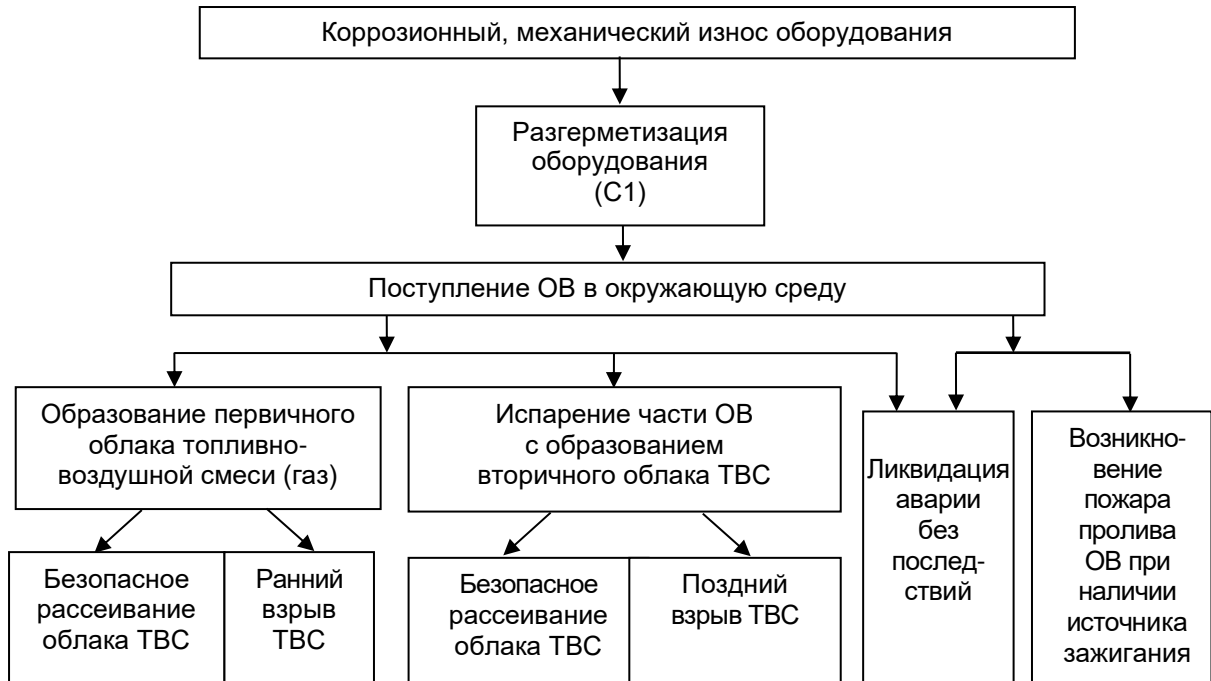 Коррозионный, механический износ оборудования
Разгерметизация
оборудования
(С1)
Поступление ОВ в окружающую среду
Образование первичного
облака топливно-
воздушной смеси (газ)
Испарение части ОВ
с образованием
вторичного облака ТВС
Ликвидация
аварии
без
послед-
ствий
Возникно-
вение
пожара
пролива
ОВ при
наличии
источника
зажигания
Безопасное
рассеивание
облака ТВС
Ранний
взрыв
ТВС
Безопасное
рассеивание
облака ТВС
Поздний
взрыв ТВС